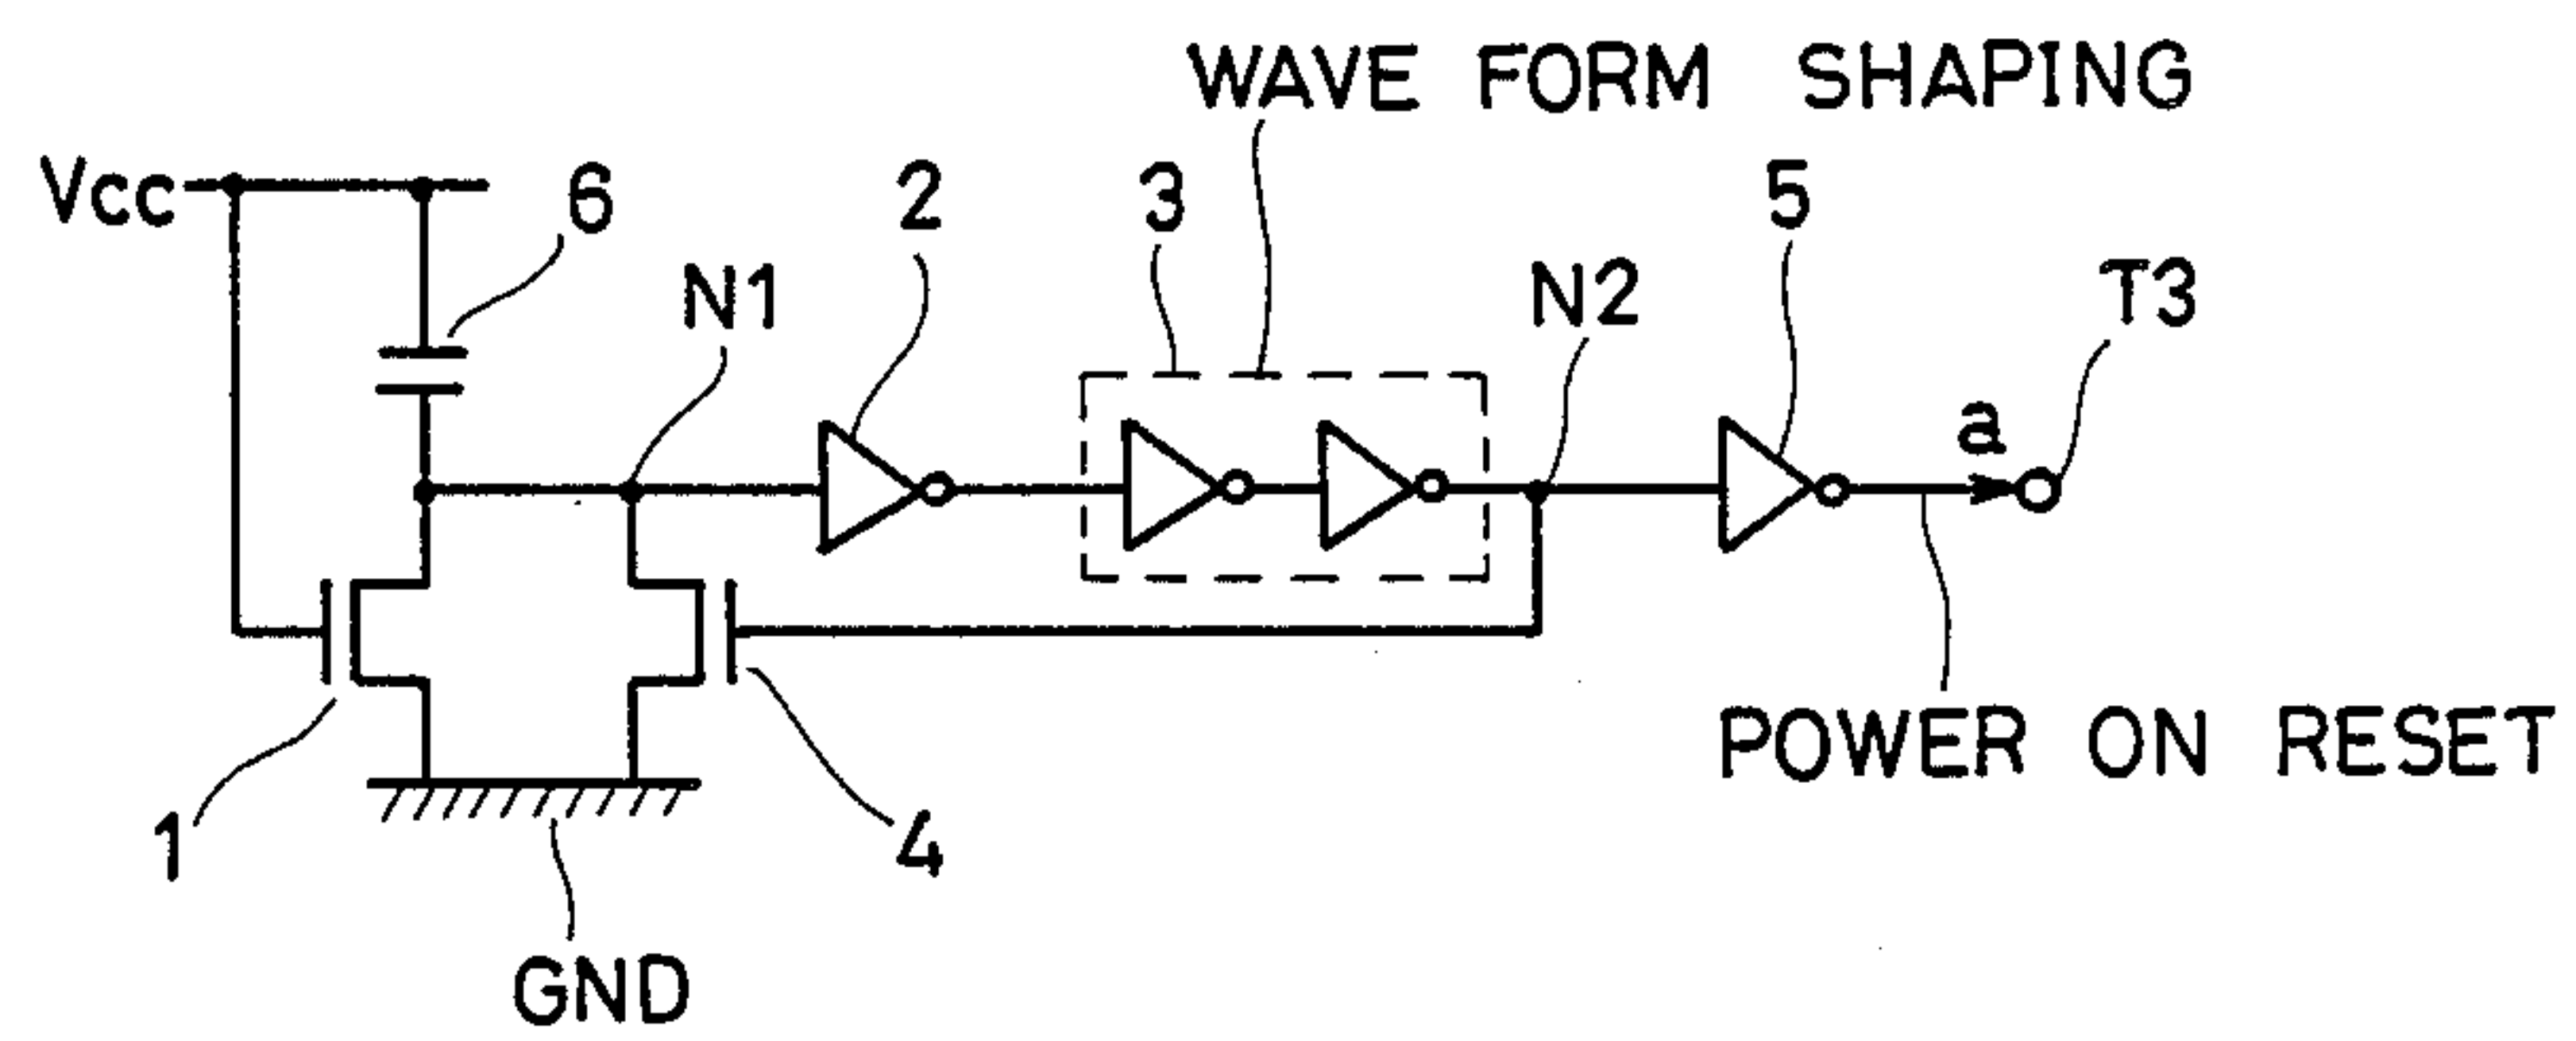 WAVE FORM SHAPING
Vcc
6
2
3
5
N1
N2
T3
a
POWER ON RESET
1
4
GND